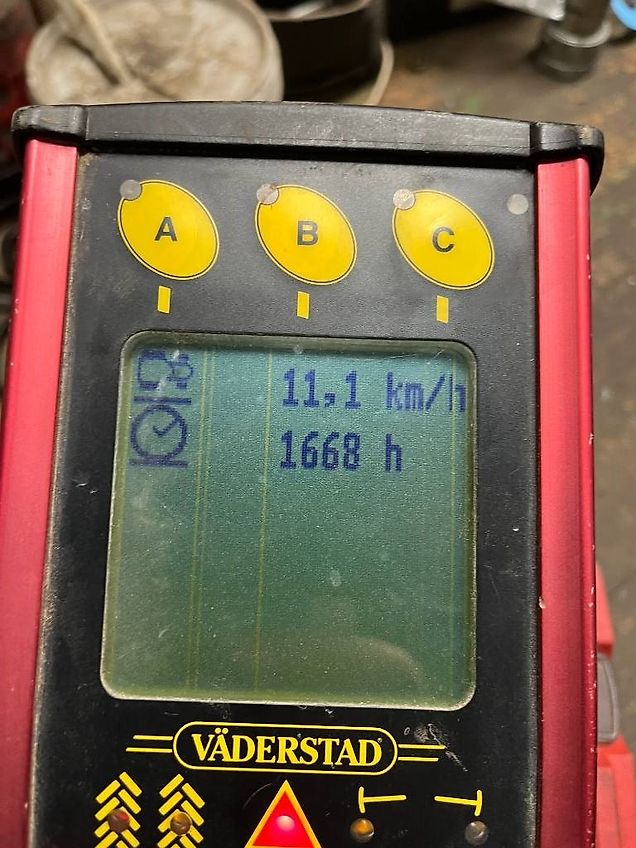 A B C
11,1 km/h
1668 h
VÄDERSTAD